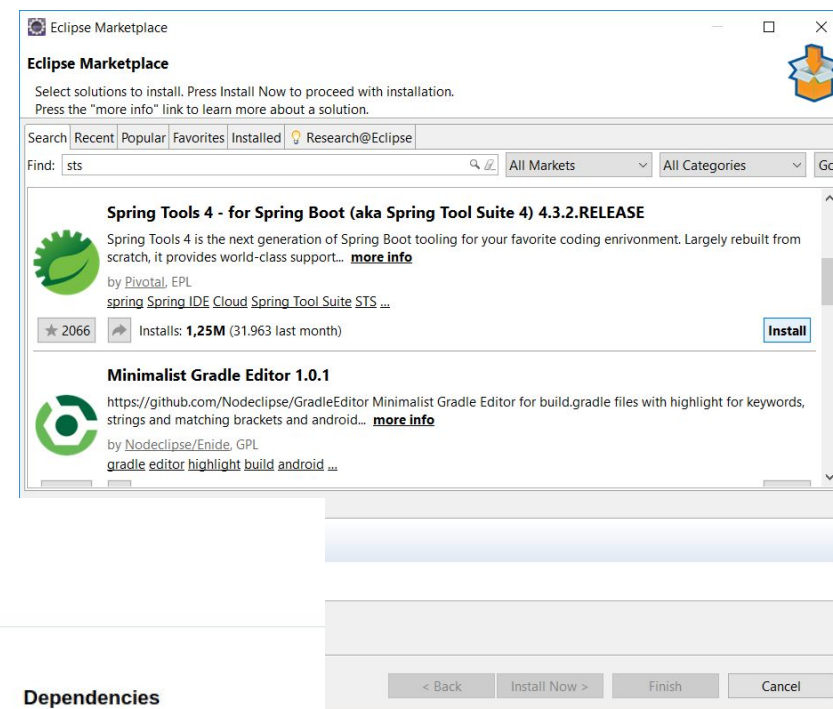 Eclipse Marketplace
Eclipse Marketplace
Select solutions to install. Press Install Now to proceed with installation.
Press the "more info" link to learn more about a solution.
Search Recent Popular Favorites Installed Research@Eclipse
Find: sts All Markets All Categories Go
Spring Tools 4 - for Spring Boot (aka Spring Tool Suite 4) 4.3.2.RELEASE
Spring Tools 4 is the next generation of Spring Boot tooling for your favorite coding enrivonment. Largely rebuilt from
scratch, it provides world-class support... more info
by Pivotal, EPL
spring Spring IDE Cloud Spring Tool Suite STS ...
2066 Installs: 1,25M (31.963 last month) Install
Minimalist Gradle Editor 1.0.1
https://github.com/Nodeclipse/GradleEditor Minimalist Gradle Editor for build.gradle files with highlight for keywords,
strings and matching brackets and android... more info
by Nodeclipse/Enide, GPL
gradle editor highlight build android ...
< Back Install Now > Finish Cancel
Dependencies